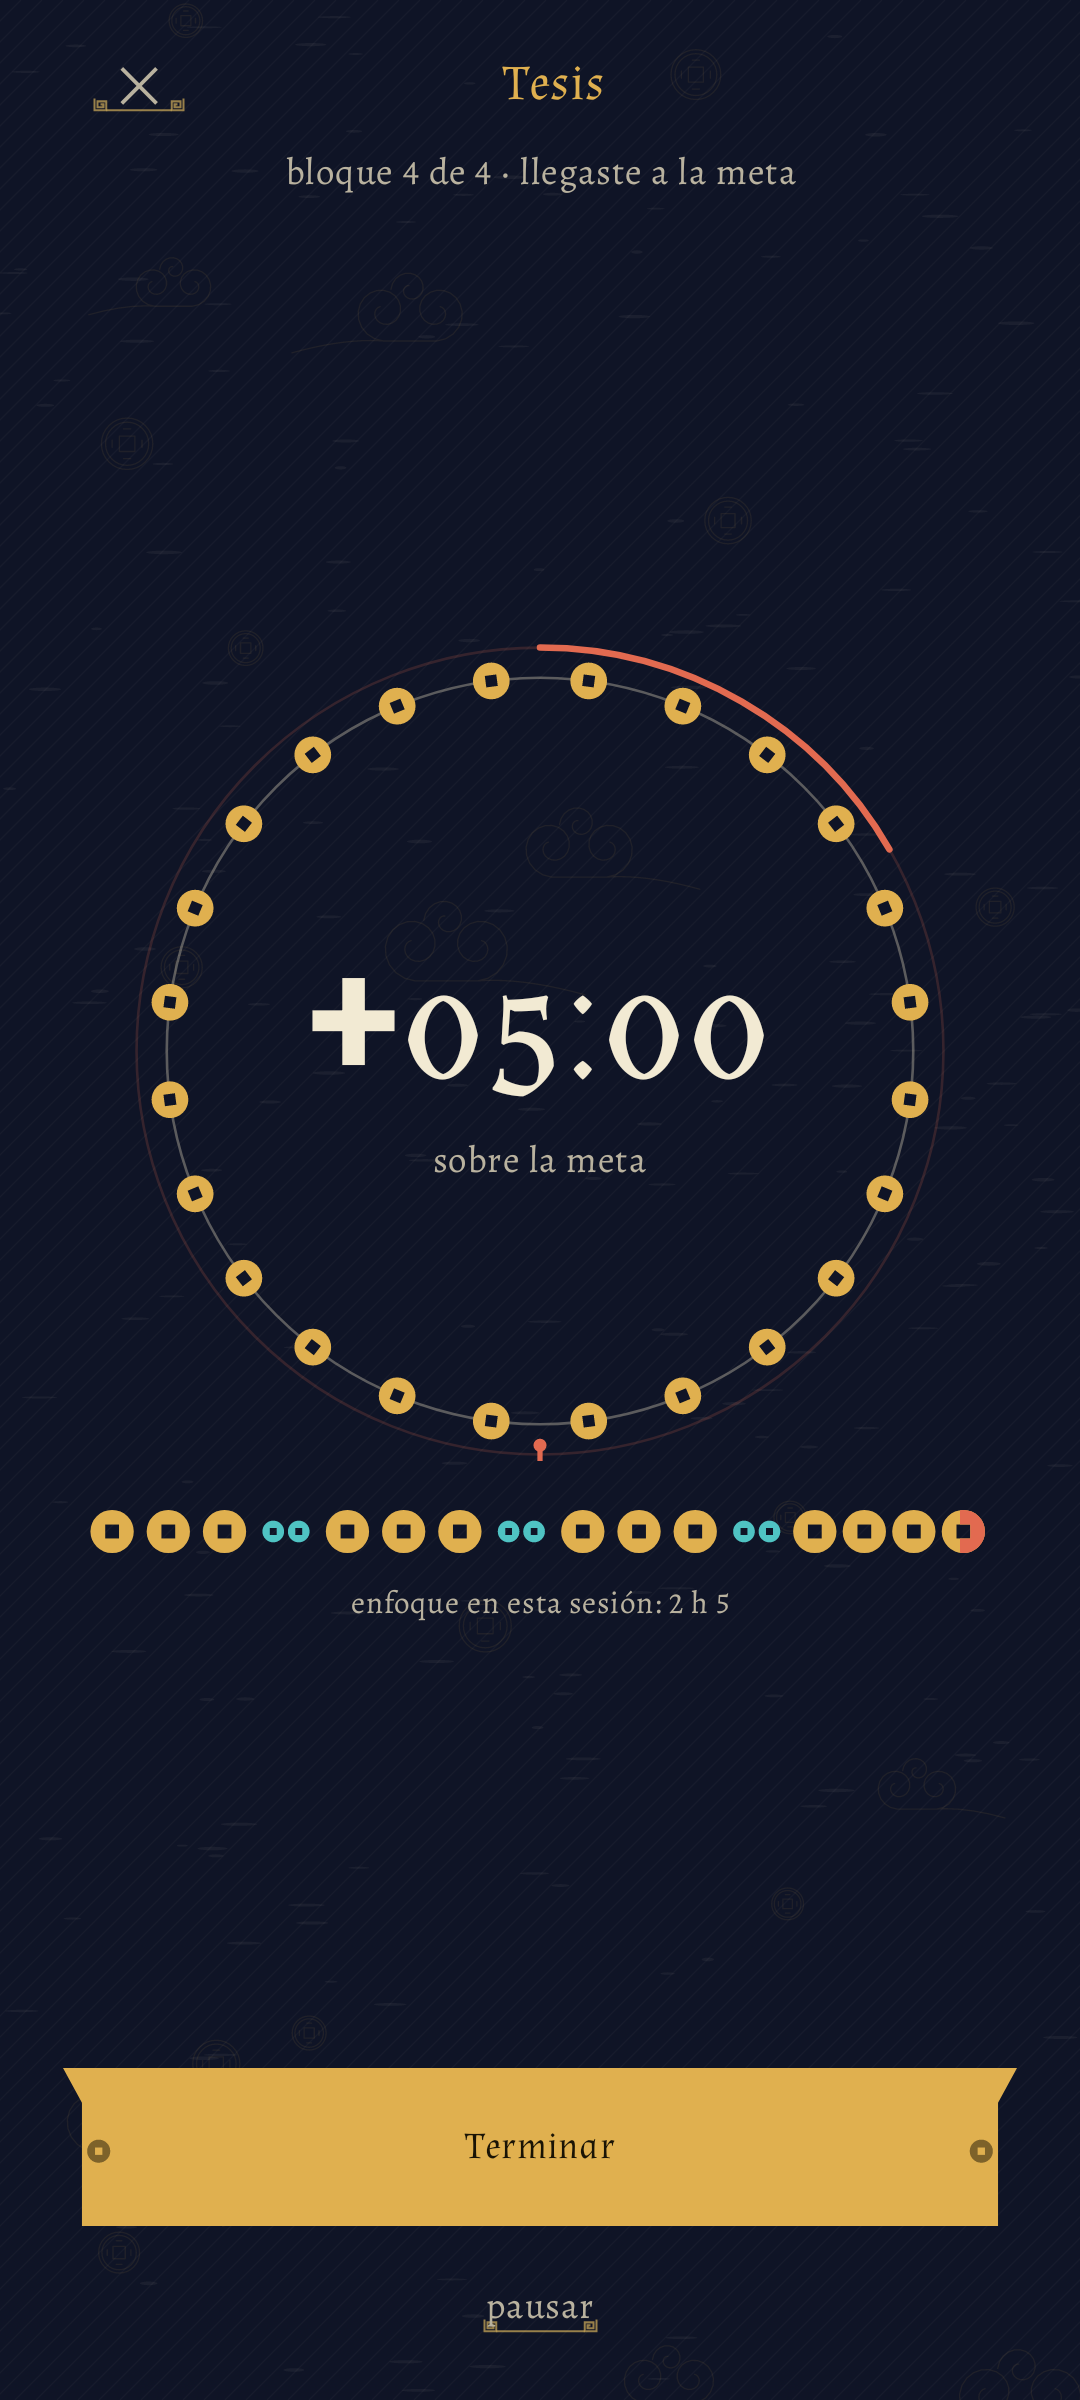 Tesis
bloque 4 de 4 · llegaste a la meta
+05:00
sobre la meta
enfoque en esta sesión: 2 h 5
Terminar
pausar